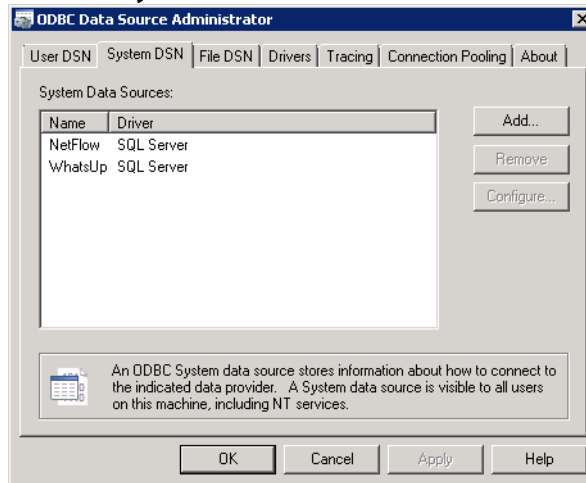 ODBC Data Source Administrator
User DSN System DSN File DSN Drivers Tracing Connection Pooling About
System Data Sources:
Name Driver
NetFlow SQL Server
WhatsUp SQL Server
Add...
Remove
Configure...
An ODBC System data source stores information about how to connect to
the indicated data provider. A System data source is visible to all users
on this machine, including NT services.
OK Cancel Apply Help